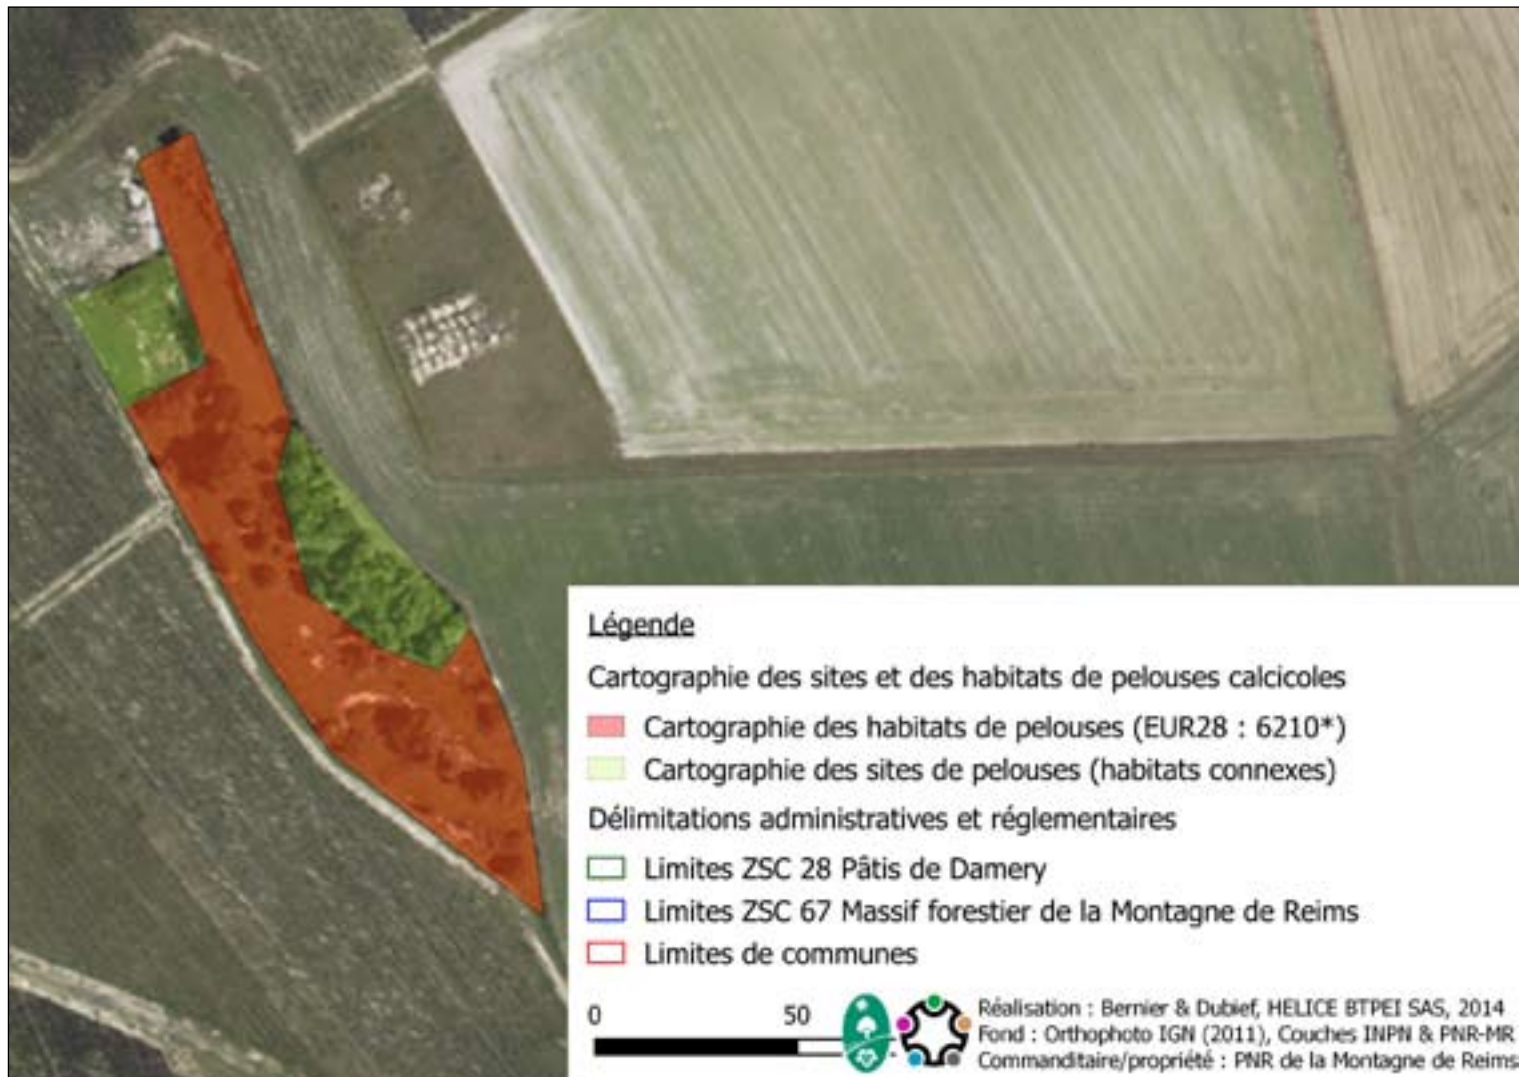 Légende
Cartographie des sites et des habitats de pelouses calcicoles
Cartographie des habitats de pelouses (EUR28 : 6210*)
Cartographie des sites de pelouses (habitats connexes)
Délimitations administratives et réglementaires
Limites ZSC 28 Pâtis de Damery
Limites ZSC 67 Massif forestier de la Montagne de Reims
Limites de communes
0 50
Réalisation : Bernier & Dubief, HELICE BTPEI SAS, 2014
Fond : Orthophoto IGN (2011), Couches INPN & PNR-MR
Commanditaire/propriété : PNR de la Montagne de Reims